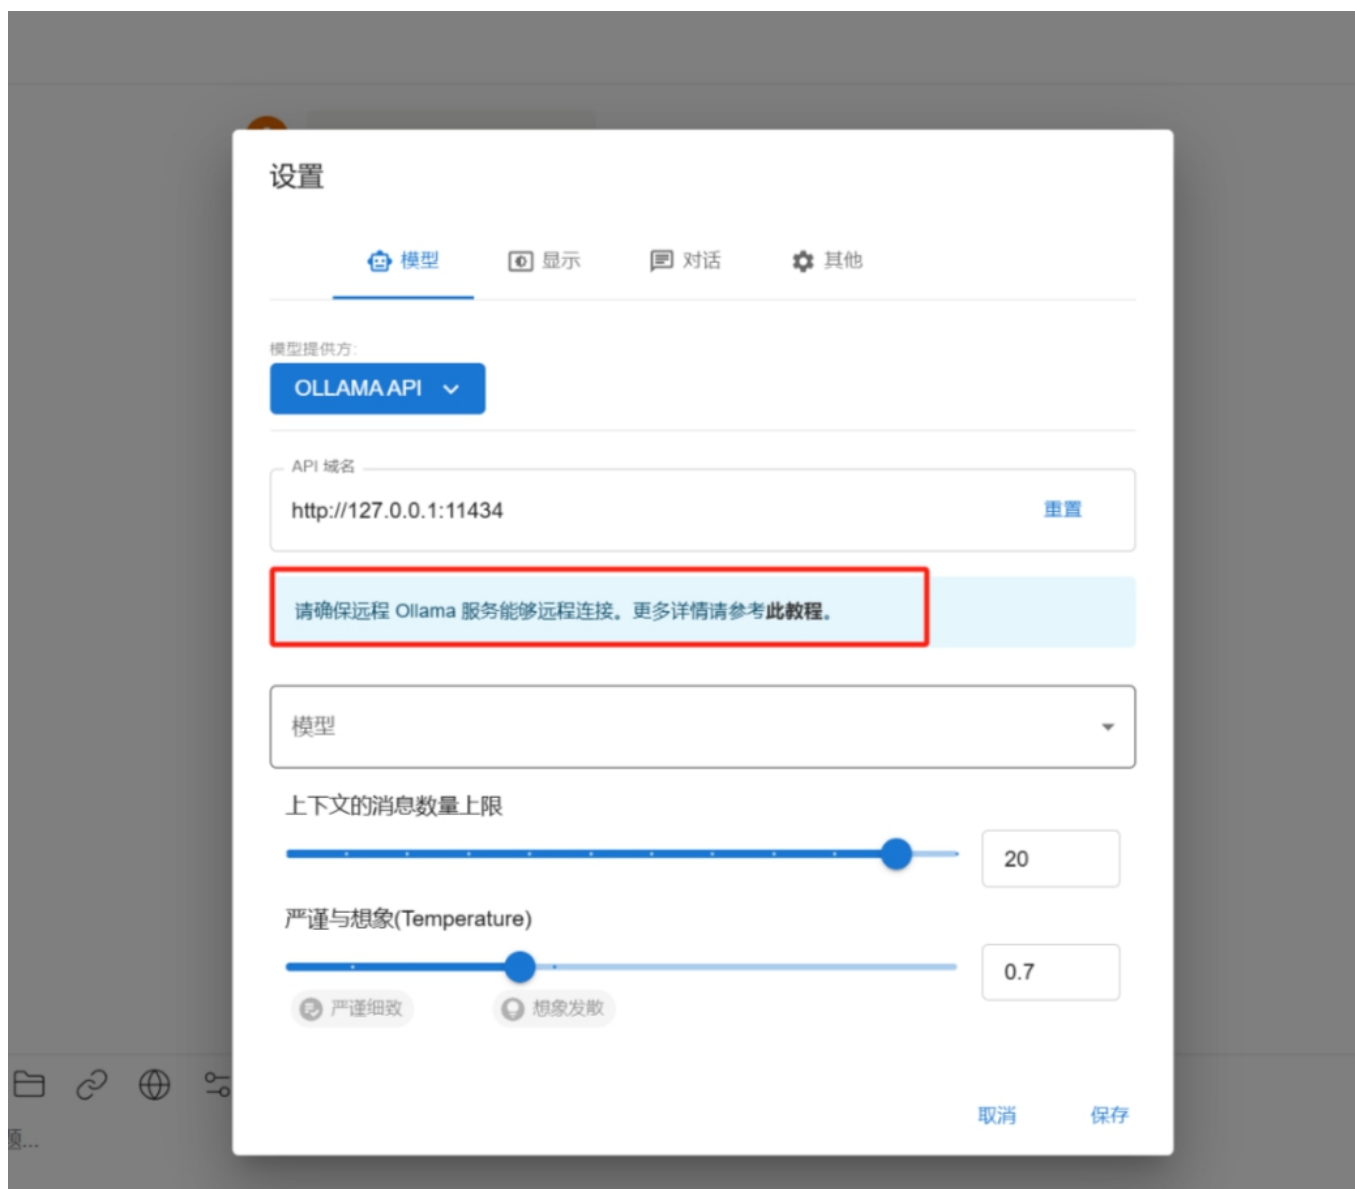 设置
模型 显示 对话 其他
模型提供方:
OLLAMA API
API 域名
http://127.0.0.1:11434 重置
请确保远程 Ollama 服务能够远程连接。更多详情请参考此教程。
模型
上下文的消息数量上限
20
严谨与想象(Temperature)
0.7
严谨细致 想象发散
取消 保存
题...